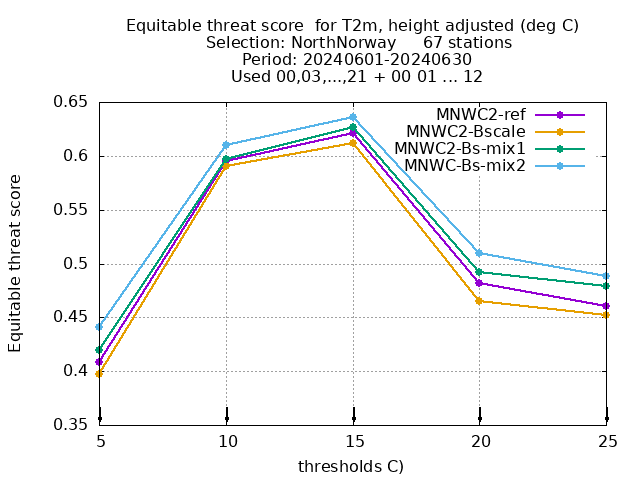 Equitable threat score  for T2m, height adjusted (deg C)
Selection: NorthNorway     67 stations
Period: 20240601-20240630
Used 00,03,...,21 + 00 01 ... 12
MNWC2-ref
MNWC2-Bscale
MNWC2-Bs-mix1
MNWC-Bs-mix2
Equitable threat score
0.65
0.6
0.55
0.5
0.45
0.4
0.35
5 10 15 20 25
thresholds C)